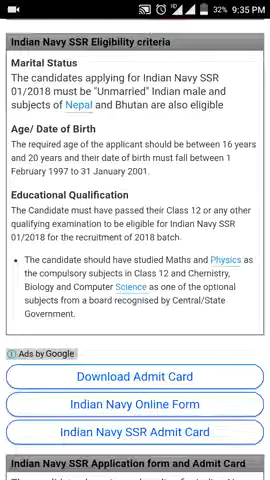 HD 32% 9:35 PM
Indian Navy SSR Eligibility criteria
Marital Status
The candidates applying for Indian Navy SSR
01/2018 must be "Unmarried" Indian male and
subjects of Nepal and Bhutan are also eligible
Age/ Date of Birth
The required age of the applicant should be between 16 years
and 20 years and their date of birth must fall between 1
February 1997 to 31 January 2001.
Educational Qualification
The Candidate must have passed their Class 12 or any other
qualifying examination to be eligible for Indian Navy SSR
01/2018 for the recruitment of 2018 batch.
• The candidate should have studied Maths and Physics as
the compulsory subjects in Class 12 and Chemistry,
Biology and Computer Science as one of the optional
subjects from a board recognised by Central/State
Government.
Ads by Google
Download Admit Card
Indian Navy Online Form
Indian Navy SSR Admit Card
Indian Navy SSR Application form and Admit Card